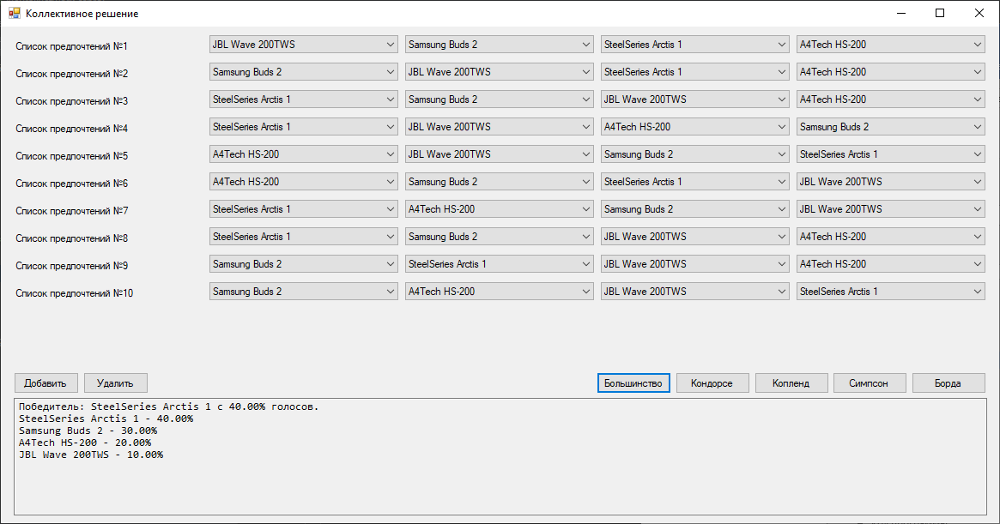 Коллективное решение
Список предпочтений №1 JBL Wave 200TWS Samsung Buds 2 SteelSeries Arctis 1 A4Tech HS-200
Список предпочтений №2 Samsung Buds 2 JBL Wave 200TWS SteelSeries Arctis 1 A4Tech HS-200
Список предпочтений №3 SteelSeries Arctis 1 Samsung Buds 2 JBL Wave 200TWS A4Tech HS-200
Список предпочтений №4 SteelSeries Arctis 1 JBL Wave 200TWS A4Tech HS-200 Samsung Buds 2
Список предпочтений №5 A4Tech HS-200 JBL Wave 200TWS Samsung Buds 2 SteelSeries Arctis 1
Список предпочтений №6 A4Tech HS-200 Samsung Buds 2 SteelSeries Arctis 1 JBL Wave 200TWS
Список предпочтений №7 SteelSeries Arctis 1 A4Tech HS-200 Samsung Buds 2 JBL Wave 200TWS
Список предпочтений №8 SteelSeries Arctis 1 Samsung Buds 2 JBL Wave 200TWS A4Tech HS-200
Список предпочтений №9 Samsung Buds 2 SteelSeries Arctis 1 JBL Wave 200TWS A4Tech HS-200
Список предпочтений №10 Samsung Buds 2 A4Tech HS-200 JBL Wave 200TWS SteelSeries Arctis 1
Добавить Удалить Большинство Кондорсе Копленд Симпсон Борда
Победитель: SteelSeries Arctis 1 с 40.00% голосов.
SteelSeries Arctis 1 - 40.00%
Samsung Buds 2 - 30.00%
A4Tech HS-200 - 20.00%
JBL Wave 200TWS - 10.00%